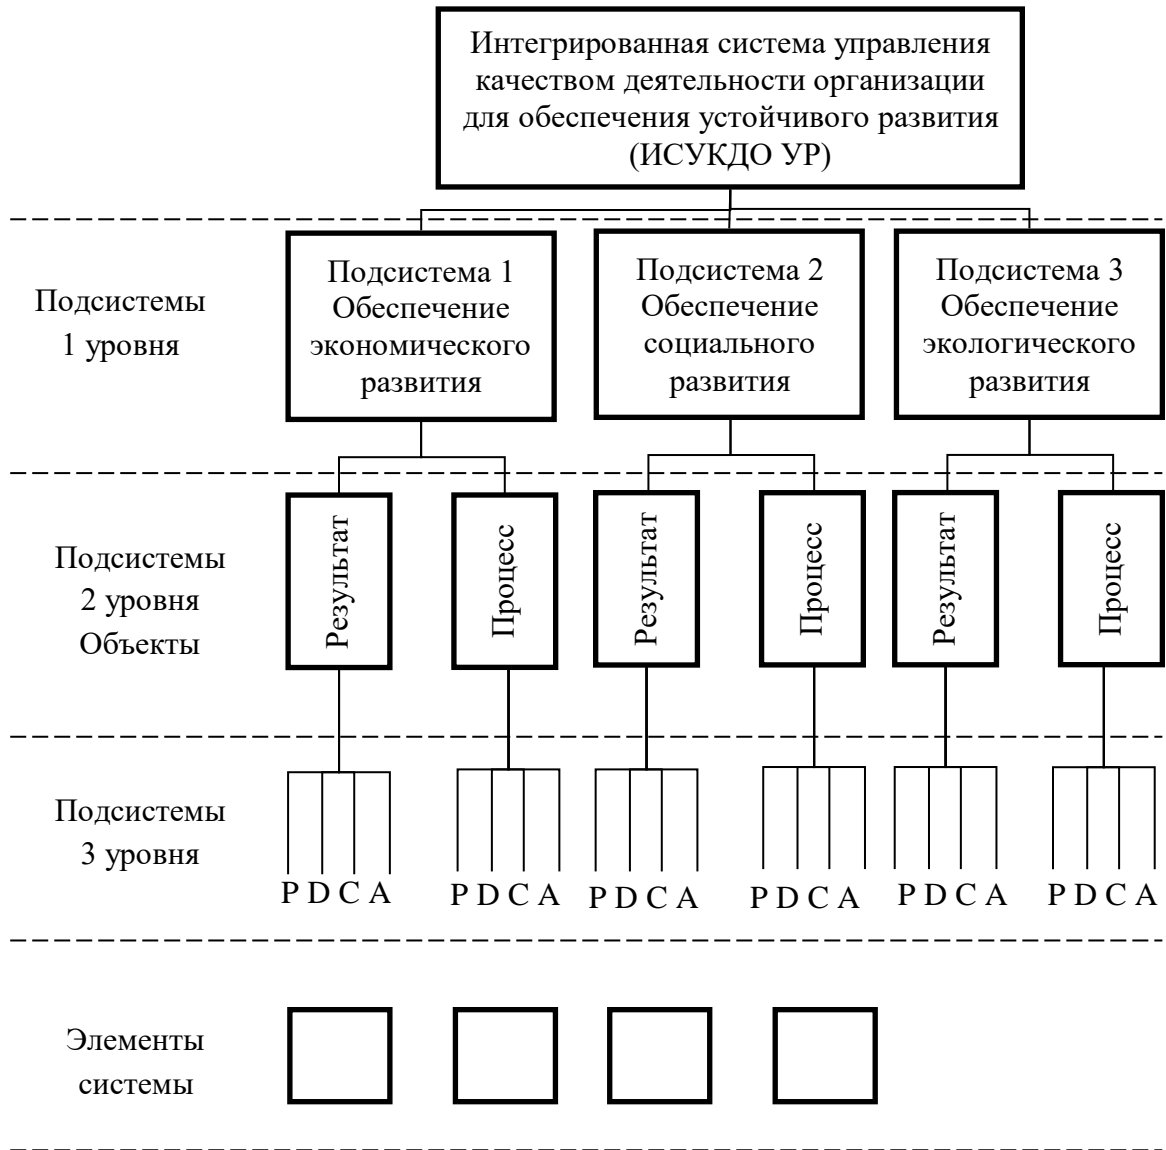 Интегрированная система управления
качеством деятельности организации
для обеспечения устойчивого развития
(ИСУКДО УР)
Подсистемы
1 уровня
Подсистема 1
Обеспечение
экономического
развития
Подсистема 2
Обеспечение
социального
развития
Подсистема 3
Обеспечение
экологического
развития
Подсистемы
2 уровня
Объекты
Результат
Процесс
Результат
Процесс
Результат
Процесс
Подсистемы
3 уровня
P D C A
P D C A
P D C A
P D C A
P D C A
P D C A
Элементы
системы